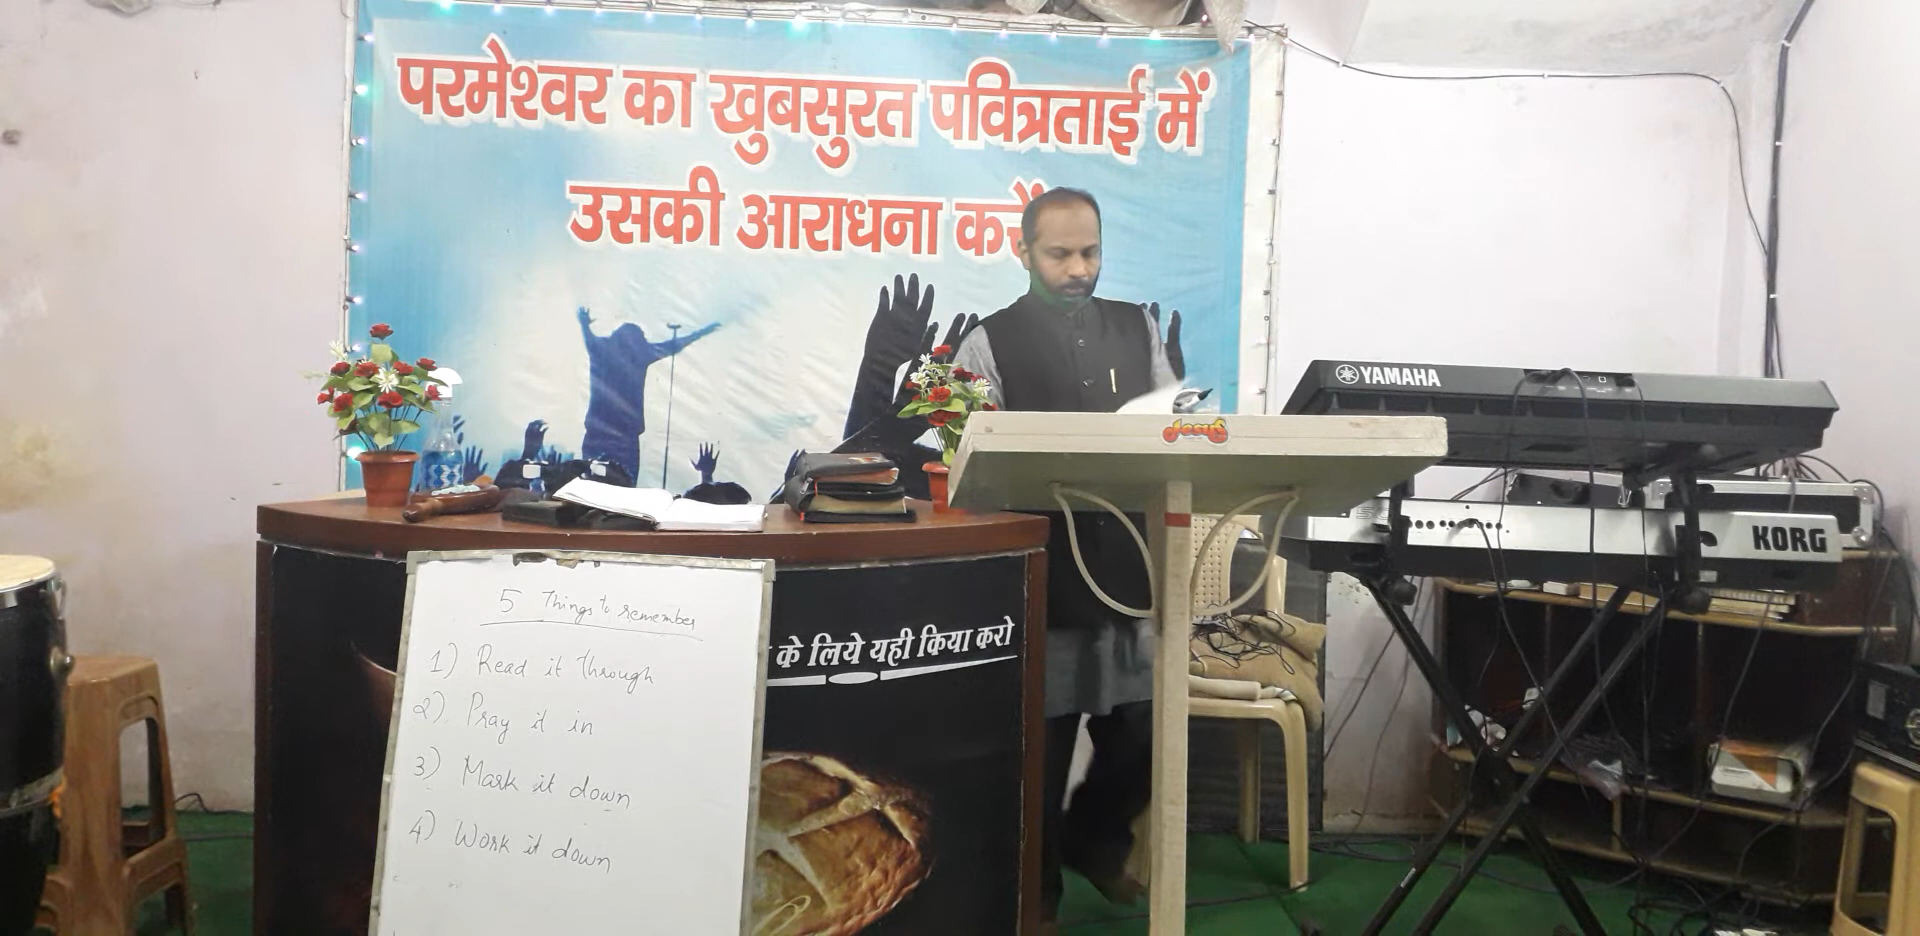 परमेश्वर का खुबसुरत पवित्रताई में
उसकी आराधना करें
YAMAHA
Jesus
KORG
5 Things to remember
1) Read it through
2) Pray it in
3) Mark it down
4) Work it down
के लिये यही किया करो